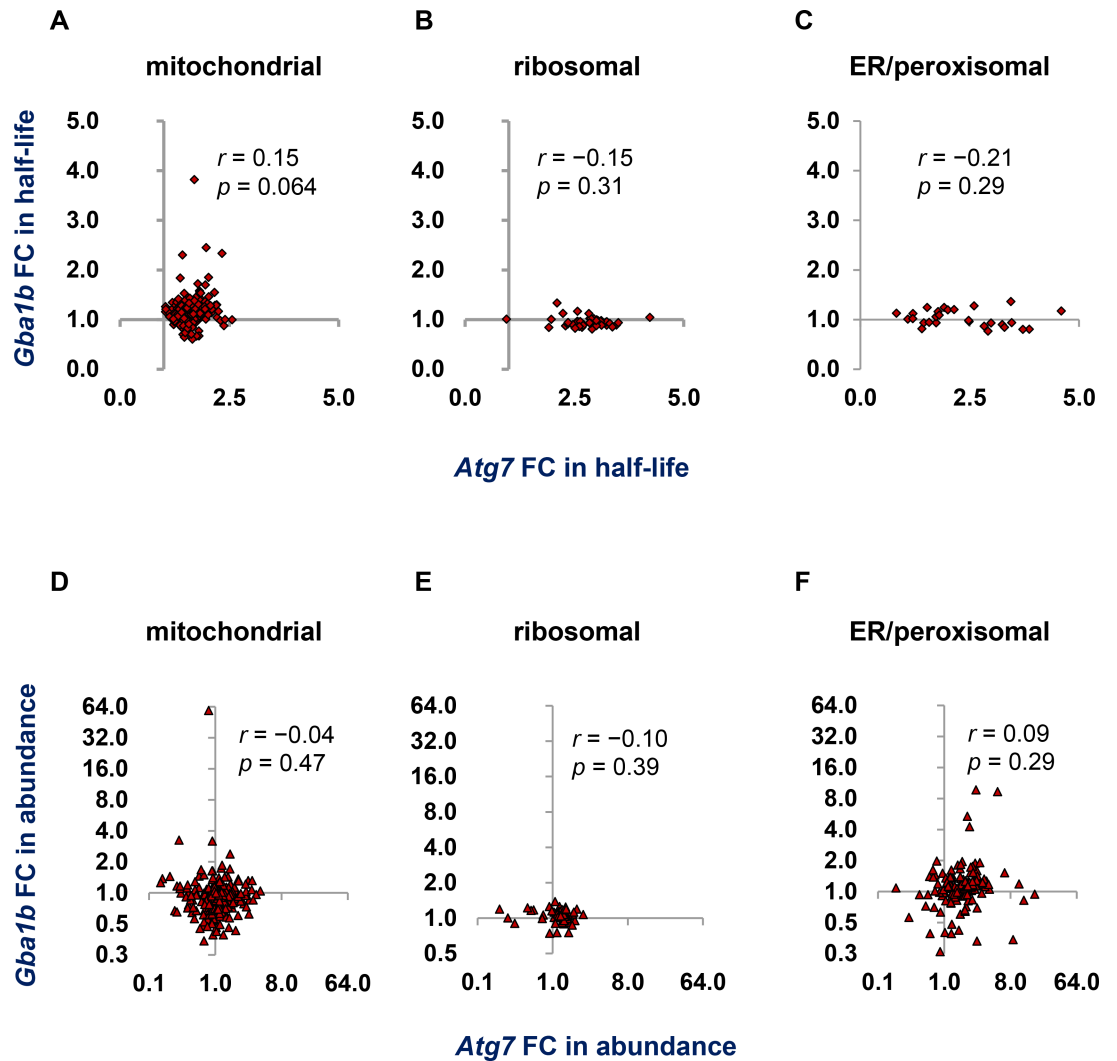 A
B
C
mitochondrial
ribosomal
ER/peroxisomal
Gba1b FC in half-life
5.0
4.0
3.0
2.0
1.0
0.0
r = 0.15
p = 0.064
0.0 2.5 5.0
5.0
4.0
3.0
2.0
1.0
0.0
r = −0.15
p = 0.31
0.0 2.5 5.0
5.0
4.0
3.0
2.0
1.0
0.0
r = −0.21
p = 0.29
0.0 2.5 5.0
Atg7 FC in half-life
D
E
F
mitochondrial
ribosomal
ER/peroxisomal
Gba1b FC in abundance
64.0
32.0
16.0
8.0
4.0
2.0
1.0
0.5
0.3
r = −0.04
p = 0.47
0.1 1.0 8.0 64.0
64.0
32.0
16.0
8.0
4.0
2.0
1.0
0.5
r = −0.10
p = 0.39
0.1 1.0 8.0 64.0
64.0
32.0
16.0
8.0
4.0
2.0
1.0
0.5
0.3
r = 0.09
p = 0.29
0.1 1.0 8.0 64.0
Atg7 FC in abundance